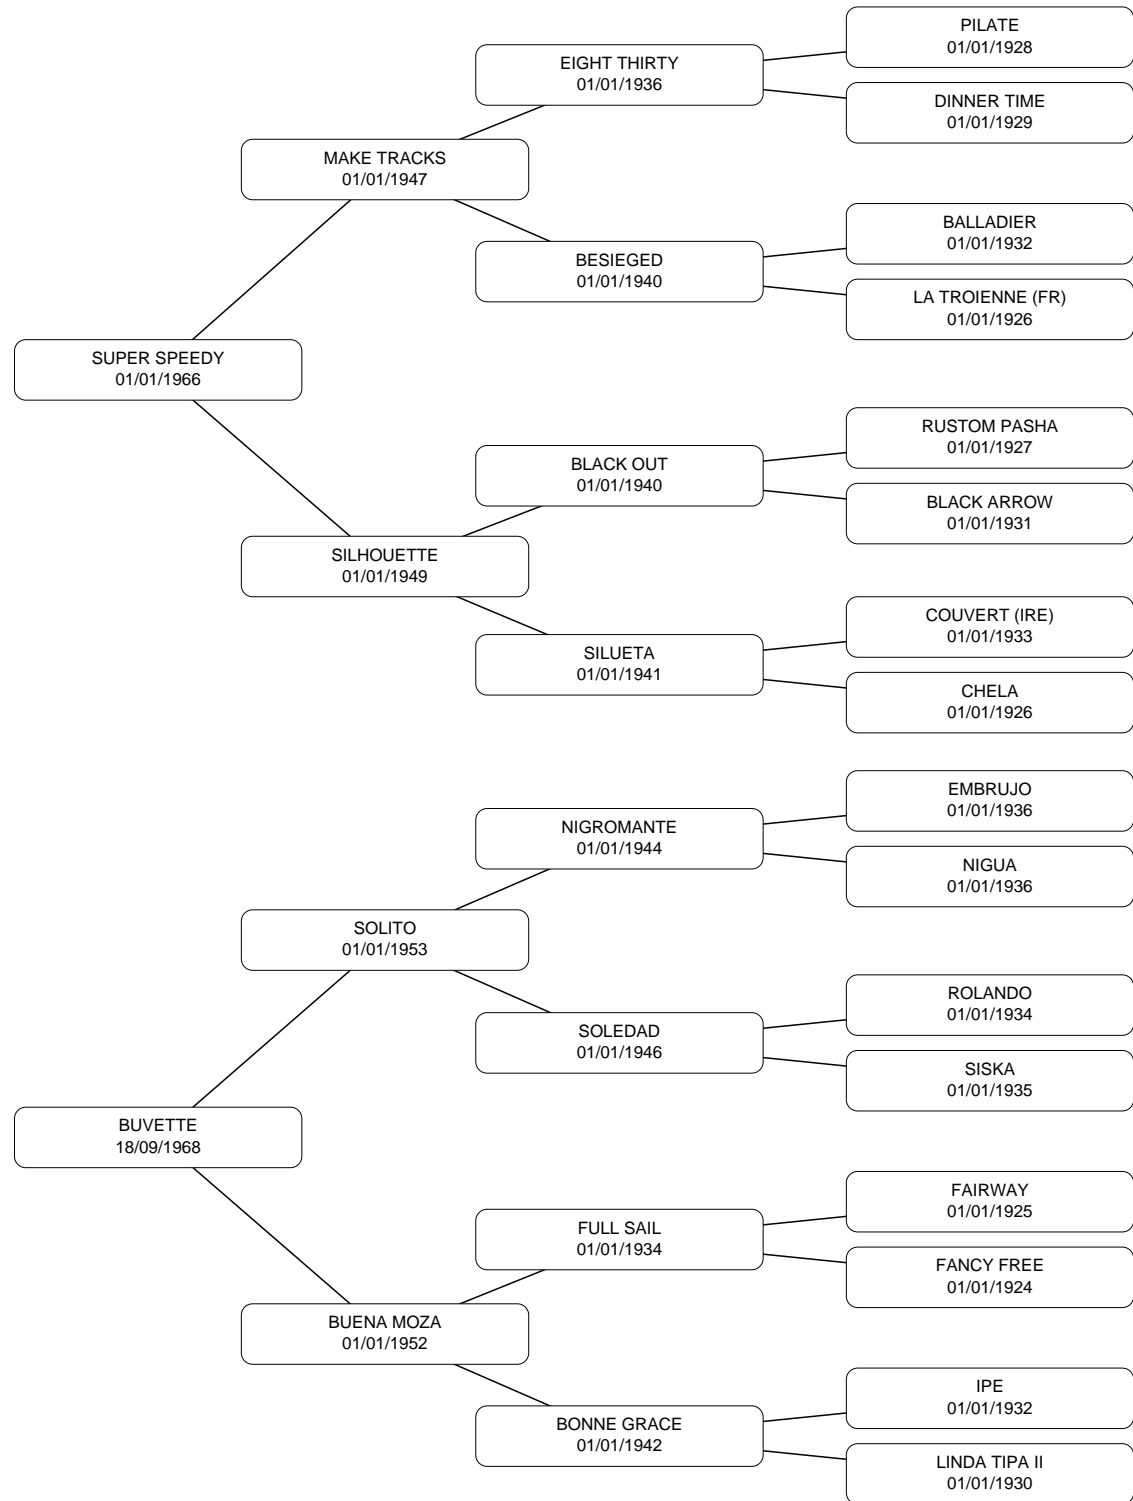 PILATE
01/01/1928
EIGHT THIRTY
01/01/1936
DINNER TIME
01/01/1929
MAKE TRACKS
01/01/1947
BALLADIER
01/01/1932
BESIEGED
01/01/1940
LA TROIENNE (FR)
01/01/1926
SUPER SPEEDY
01/01/1966
RUSTOM PASHA
01/01/1927
BLACK OUT
01/01/1940
BLACK ARROW
01/01/1931
SILHOUETTE
01/01/1949
COUVERT (IRE)
01/01/1933
SILUETA
01/01/1941
CHELA
01/01/1926
EMBRUJO
01/01/1936
NIGROMANTE
01/01/1944
NIGUA
01/01/1936
SOLITO
01/01/1953
ROLANDO
01/01/1934
SOLEDAD
01/01/1946
SISKA
01/01/1935
BUVETTE
18/09/1968
FAIRWAY
01/01/1925
FULL SAIL
01/01/1934
FANCY FREE
01/01/1924
BUENA MOZA
01/01/1952
IPE
01/01/1932
BONNE GRACE
01/01/1942
LINDA TIPA II
01/01/1930